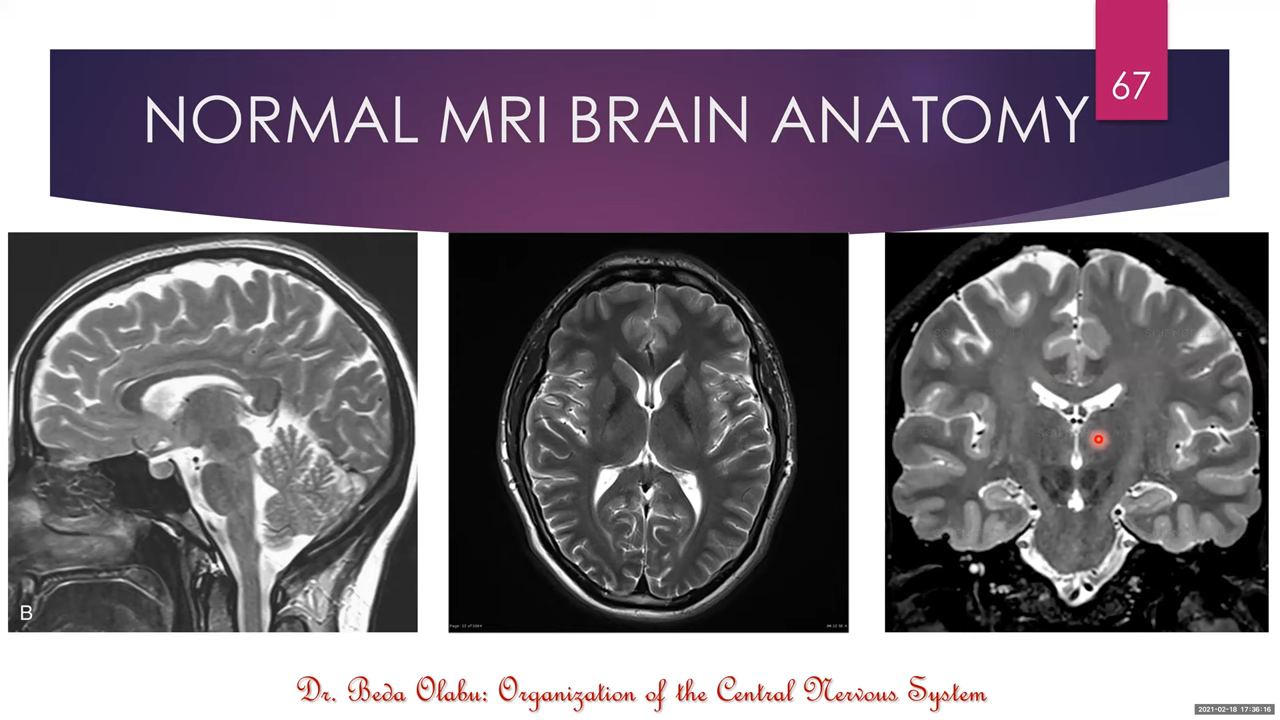 NORMAL MRI BRAIN ANATOMY
67
B
Dr. Beda Olabu: Organization of the Central Nervous System
2021-02-18 17:36:16